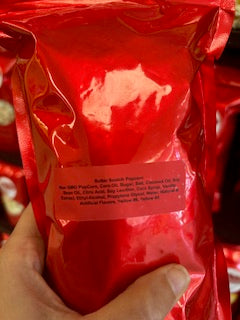 Butter Scotch Popcorn
Non GMO PopCorn, Corn Oil, Sugar, Salt, Coconut Oil, Soy
Bean Oil, Citric Acid, Soy Lecithin, Corn Syrup, Vanilla
Extract, Ethyl Alcohol, Propylene Glycol, Water, Natural &
Artificial Flavors, Yellow #5, Yellow #6